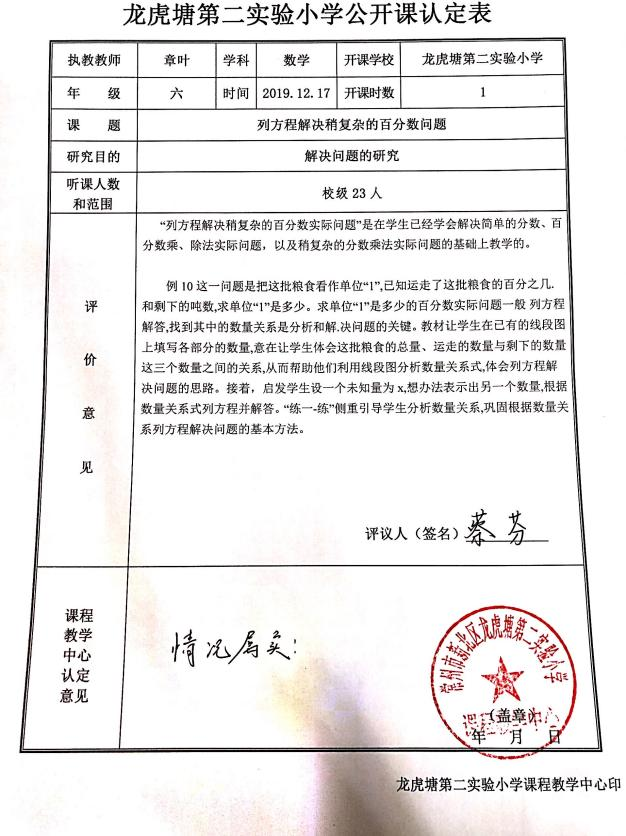 龙虎塘第二实验小学公开课认定表
执教教师 章叶 学科 数学 开课学校 龙虎塘第二实验小学
年 级 六 时间 2019.12.17 开课时数 1
课 题 列方程解决稍复杂的百分数问题
研究目的 解决问题的研究
听课人数
和范围 校级 23 人
“列方程解决稍复杂的百分数实际问题”是在学生已经学会解决简单的分数、百
分数乘、除法实际问题，以及稍复杂的分数乘法实际问题的基础上教学的。
例 10 这一问题是把这批粮食看作单位“1”,已知运走了这批粮食的百分之几.
和剩下的吨数,求单位“1”是多少。求单位“1”是多少的百分数实际问题一般 列方程
解答,找到其中的数量关系是分析和解.决问题的关键。教材让学生在已有的线段图
上填写各部分的数量,意在让学生体会这批粮食的总量、运走的数量与剩下的数量
这三个数量之间的关系,从而帮助他们利用线段图分析数量关系式,体会列方程解
决问题的思路。接着，启发学生设一个未知量为 x,想办法表示出另一个数量,根据
数量关系式列方程并解答。“练一-练”侧重引导学生分析数量关系,巩固根据数量关
系列方程解决问题的基本方法。
评
价
意
见
评议人（签名）蔡芬
课程
教学
中心
认定
意见
情况属实!
常州市新北区龙虎塘第二实验小学
课程教学中心
（盖章）
年 月 日
龙虎塘第二实验小学课程教学中心印